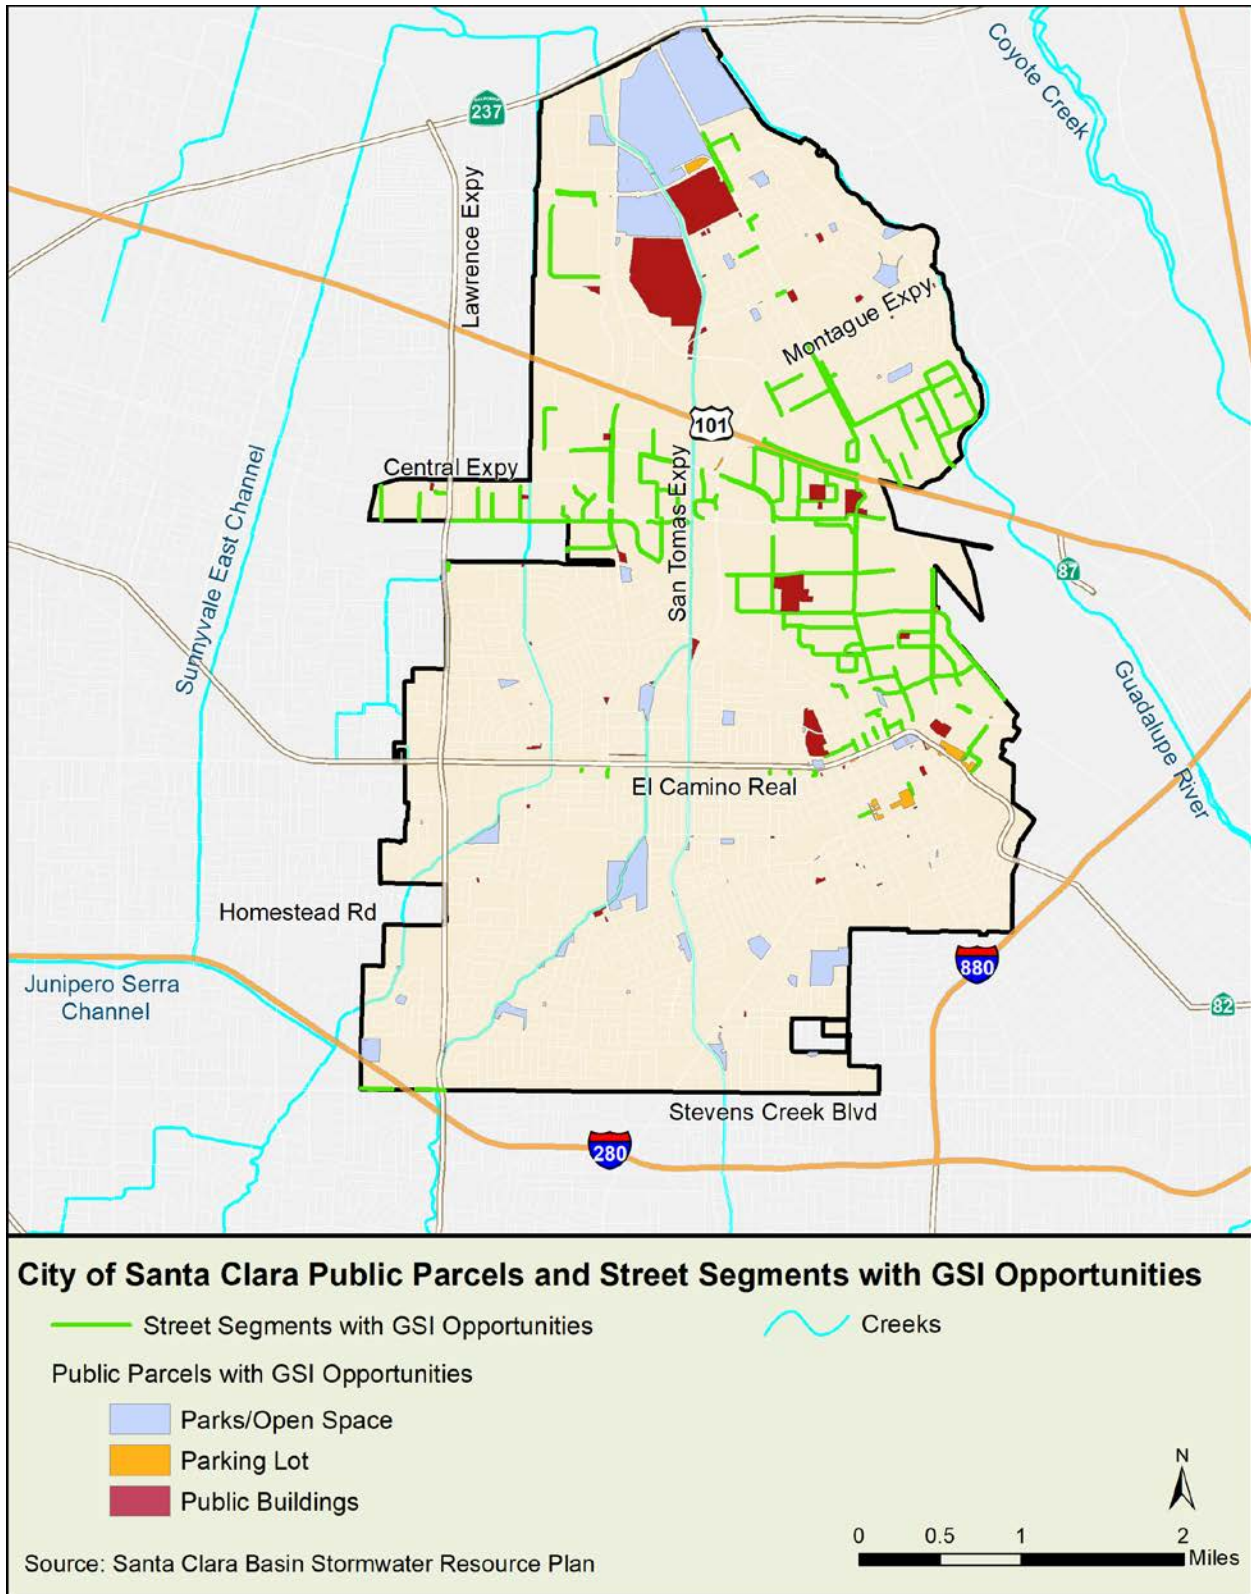 Coyote Creek
237
Lawrence Expy
Montague Expy
101
Central Expy
San Tomas Expy
Sunnyvale East Channel
87
Guadalupe River
El Camino Real
Homestead Rd
Junipero Serra
Channel
880
82
Stevens Creek Blvd
280
City of Santa Clara Public Parcels and Street Segments with GSI Opportunities
Street Segments with GSI Opportunities
Creeks
Public Parcels with GSI Opportunities
Parks/Open Space
Parking Lot
Public Buildings
N
0 0.5 1 2
Miles
Source: Santa Clara Basin Stormwater Resource Plan